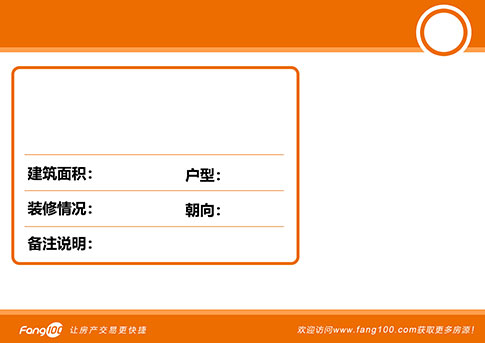 建筑面积： 户型：
装修情况： 朝向：
备注说明：
Fang100 让房产交易更快捷 欢迎访问www.fang100.com获取更多房源！